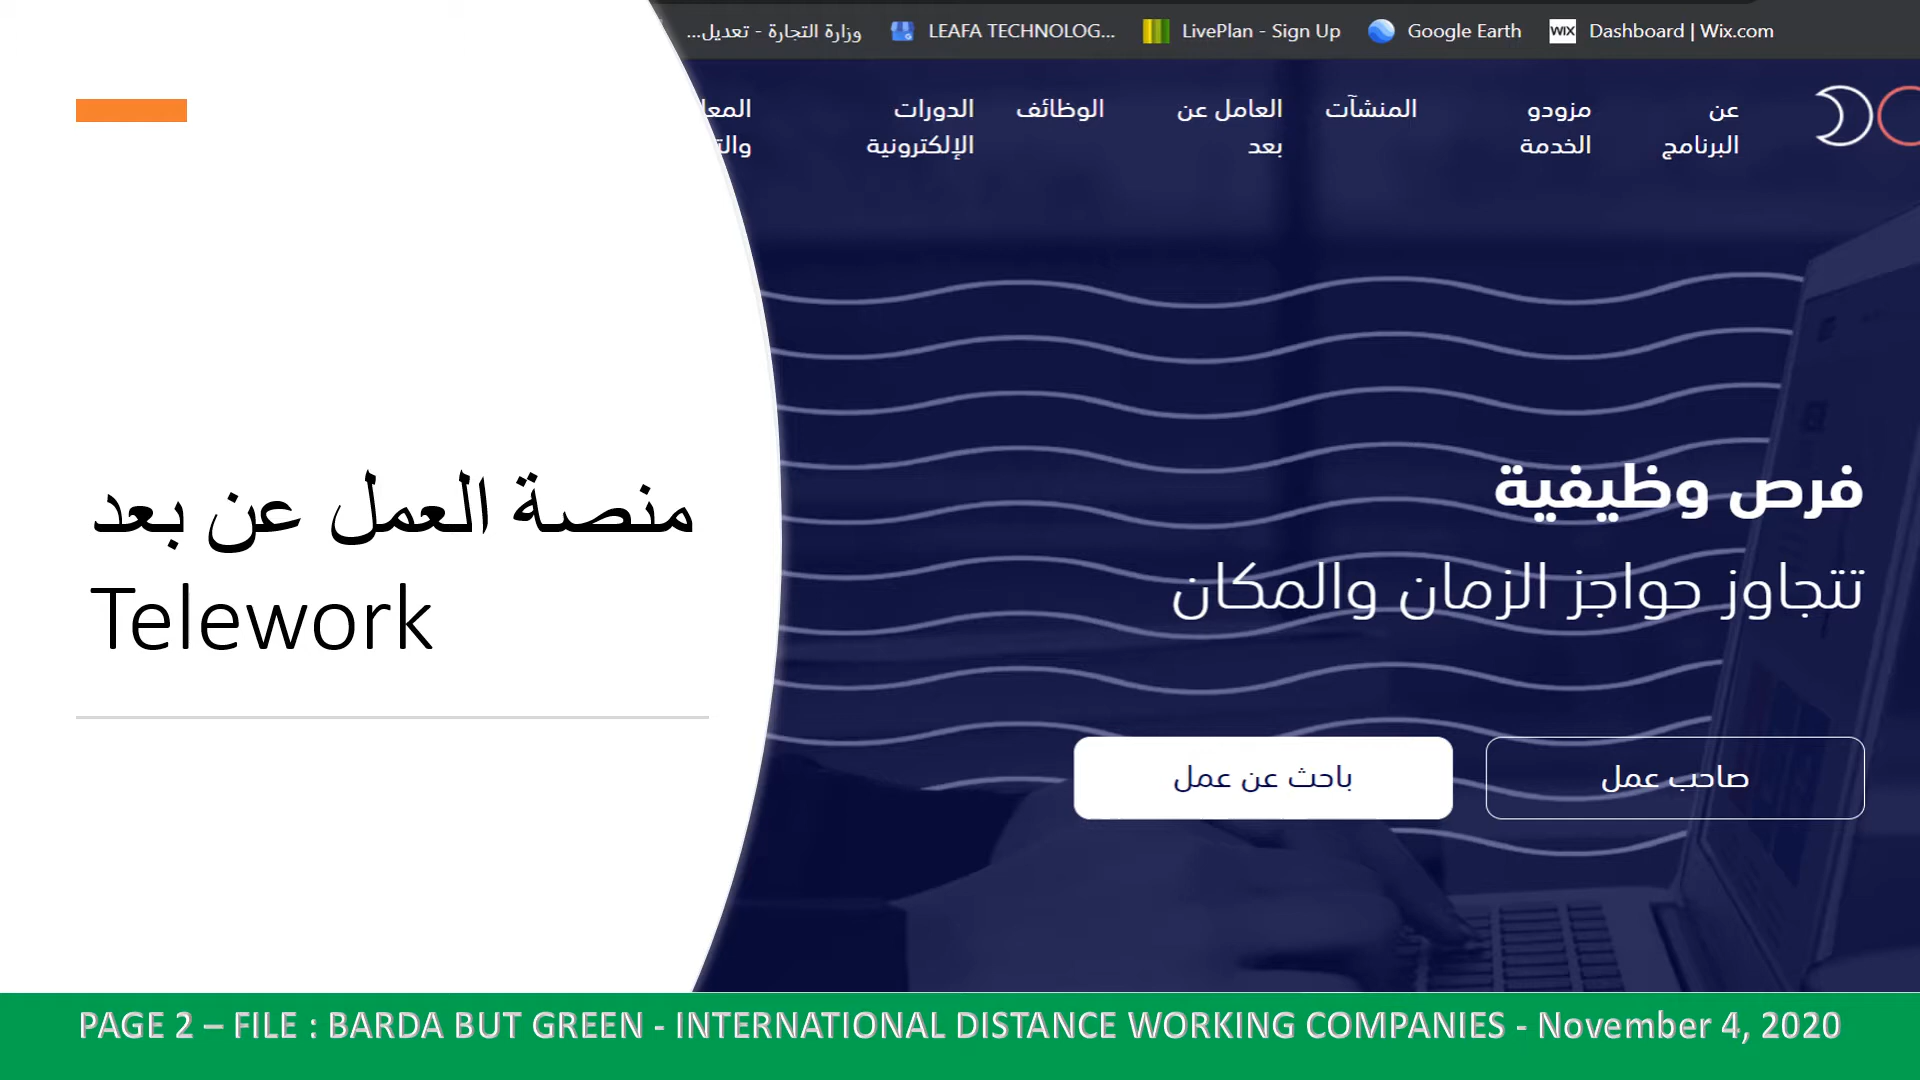 وزارة التجارة - تعديل...
LEAFA TECHNOLOG...
LivePlan - Sign Up
Google Earth
WIX Dashboard | Wix.com
عن البرنامج
مزودو الخدمة
المنشآت
العامل عن بعد
الوظائف
الدورات الإلكترونية
منصة العمل عن بعد
Telework
فرص وظيفية
تتجاوز حواجز الزمان والمكان
صاحب عمل
باحث عن عمل
PAGE 2 – FILE : BARDA BUT GREEN - INTERNATIONAL DISTANCE WORKING COMPANIES - November 4, 2020